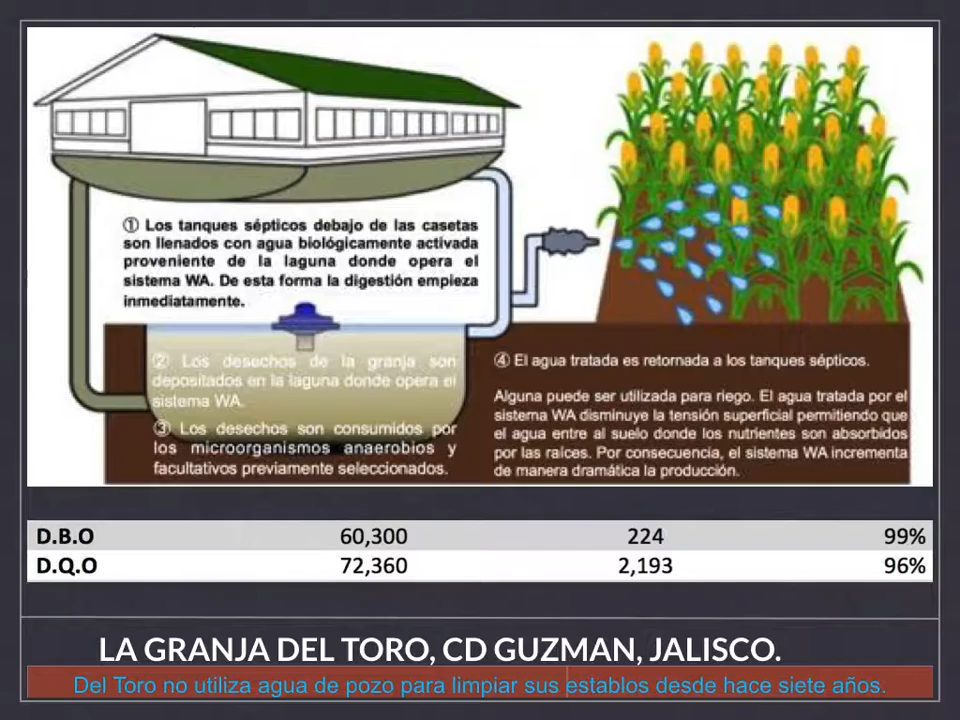 ① Los tanques sépticos debajo de las casetas
son llenados con agua biológicamente activada
proveniente de la laguna donde opera el
sistema WA. De esta forma la digestión empieza
inmediatamente.
② Los desechos de la granja son
depositados en la laguna donde opera el
sistema WA.
③ Los desechos son consumidos por
los microorganismos anaerobios y
facultativos previamente seleccionados.
④ El agua tratada es retornada a los tanques sépticos.
Alguna puede ser utilizada para riego. El agua tratada por el
sistema WA disminuye la tensión superficial permitiendo que
el agua entre al suelo donde los nutrientes son absorbidos
por las raíces. Por consecuencia, el sistema WA incrementa
de manera dramática la producción.
D.B.O 60,300 224 99%
D.Q.O 72,360 2,193 96%
LA GRANJA DEL TORO, CD GUZMAN, JALISCO.
Del Toro no utiliza agua de pozo para limpiar sus establos desde hace siete años.